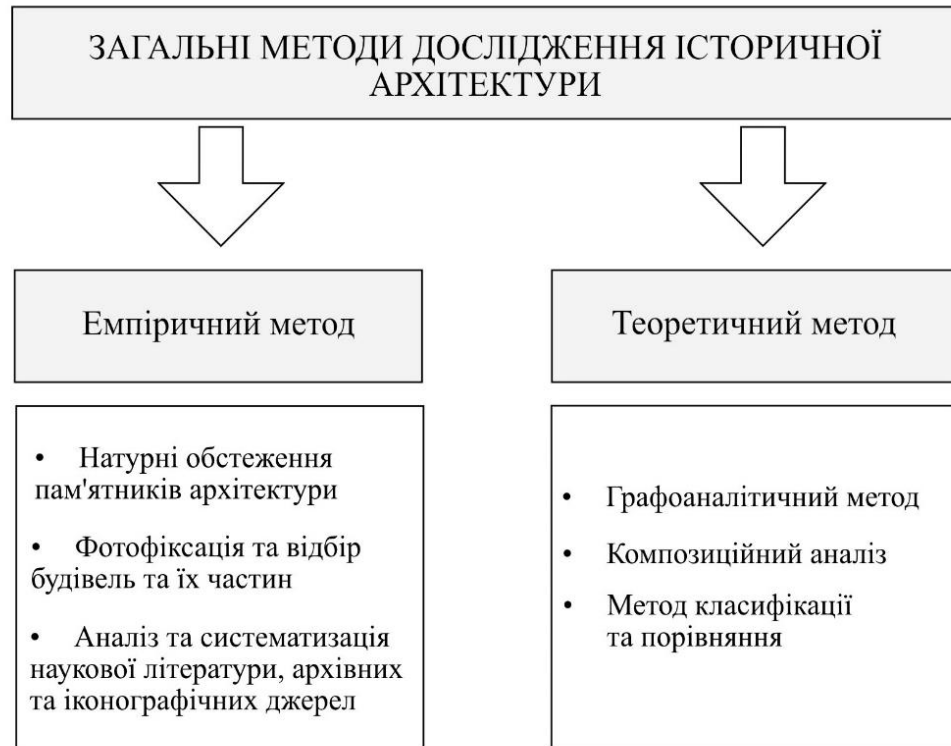 ЗАГАЛЬНІ МЕТОДИ ДОСЛІДЖЕННЯ ІСТОРИЧНОЇ
АРХІТЕКТУРИ
Емпіричний метод
• Натурні обстеження
пам'ятників архітектури
• Фотофіксація та відбір
будівель та їх частин
• Аналіз та систематизація
наукової літератури, архівних
та іконографічних джерел
Теоретичний метод
• Графоаналітичний метод
• Композиційний аналіз
• Метод класифікації
та порівняння